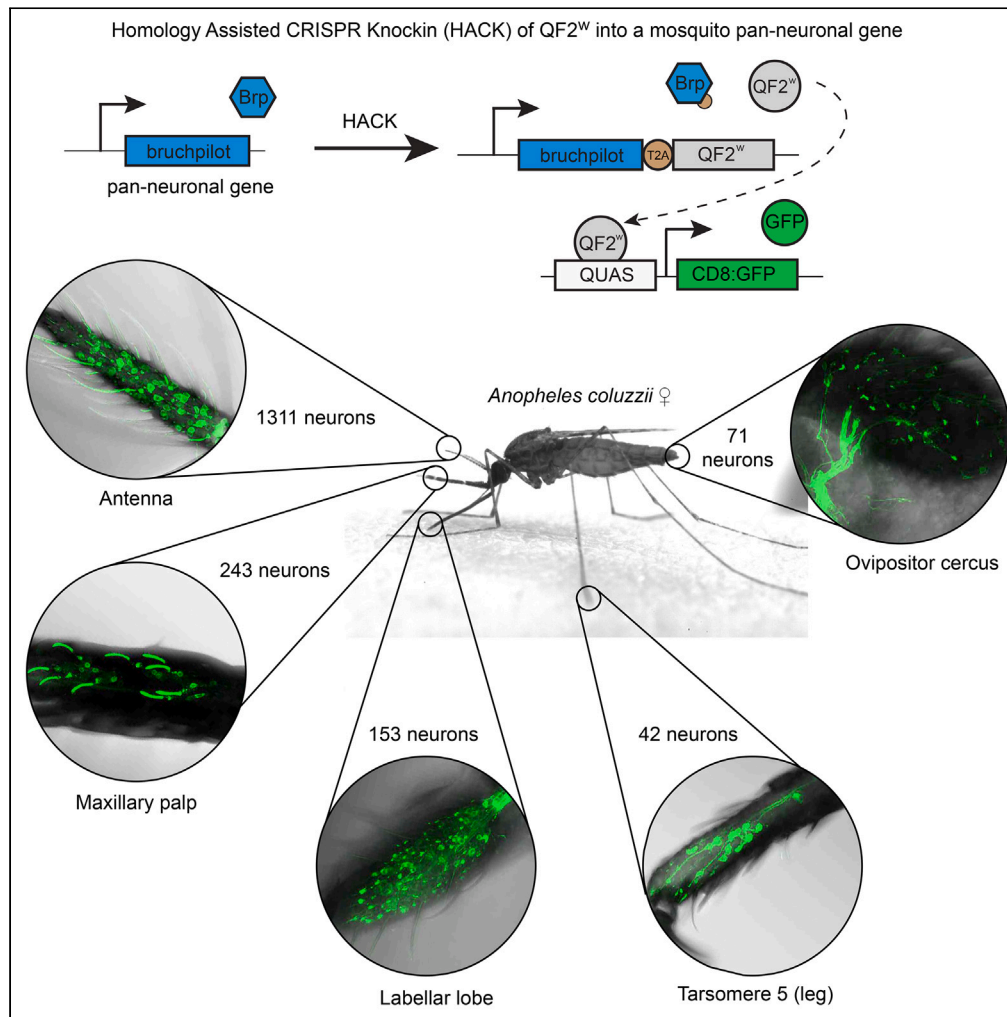 Homology Assisted CRISPR Knockin (HACK) of QF2ʷ into a mosquito pan-neuronal gene
Brp
bruchpilot
pan-neuronal gene
HACK
Brp
QF2ʷ
bruchpilot
T2A
QF2ʷ
GFP
QF2ʷ
QUAS
CD8:GFP
Anopheles coluzzii ♀
1311 neurons
Antenna
71
neurons
Ovipositor cercus
243 neurons
Maxillary palp
153 neurons
Labellar lobe
42 neurons
Tarsomere 5 (leg)